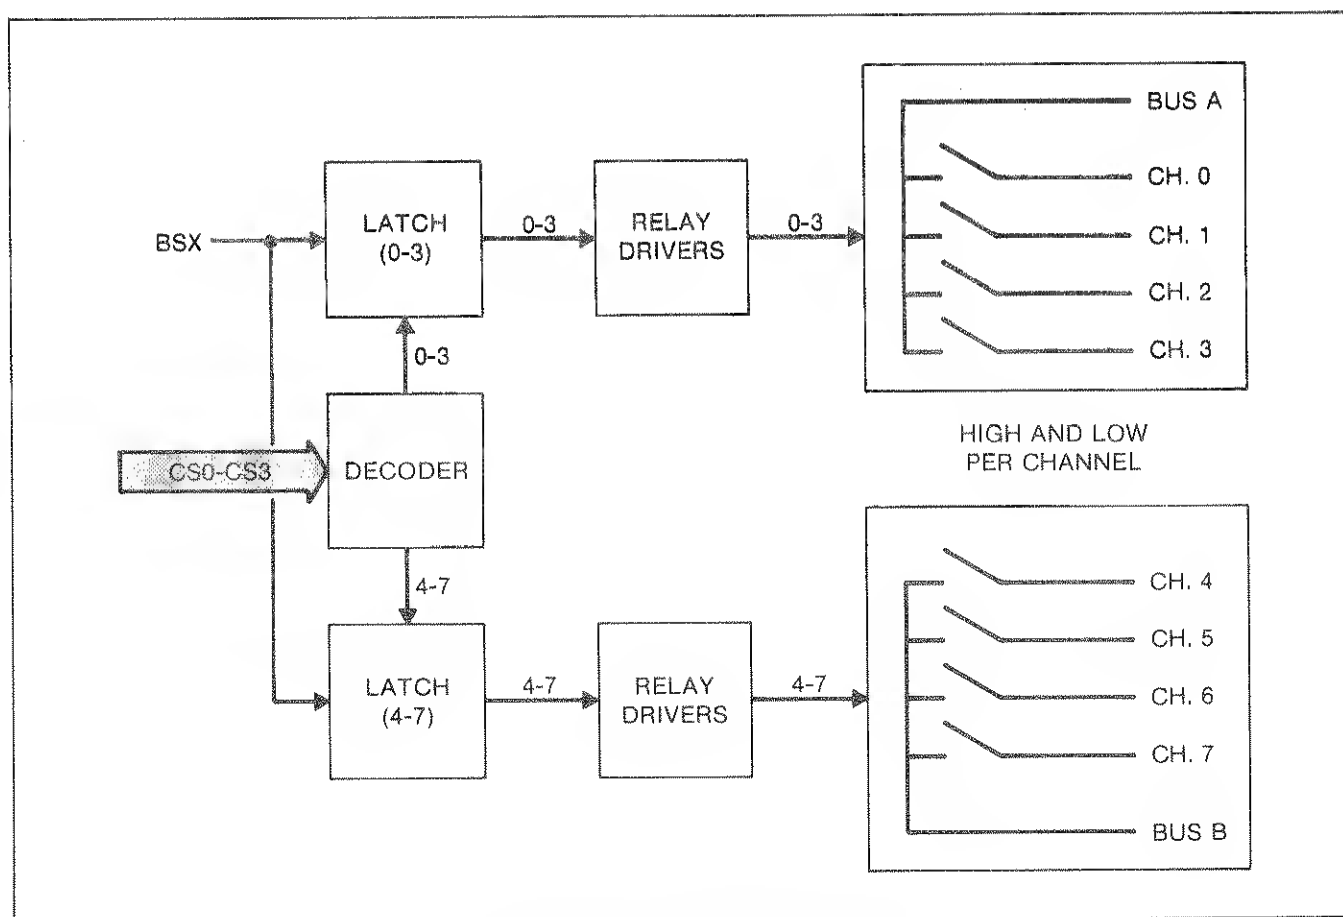 BUS A
CH. 0
CH. 1
CH. 2
CH. 3
BSX
LATCH
(0-3)
0-3
RELAY
DRIVERS
0-3
0-3
CS0-CS3
DECODER
HIGH AND LOW
PER CHANNEL
4-7
LATCH
(4-7)
4-7
RELAY
DRIVERS
4-7
CH. 4
CH. 5
CH. 6
CH. 7
BUS B